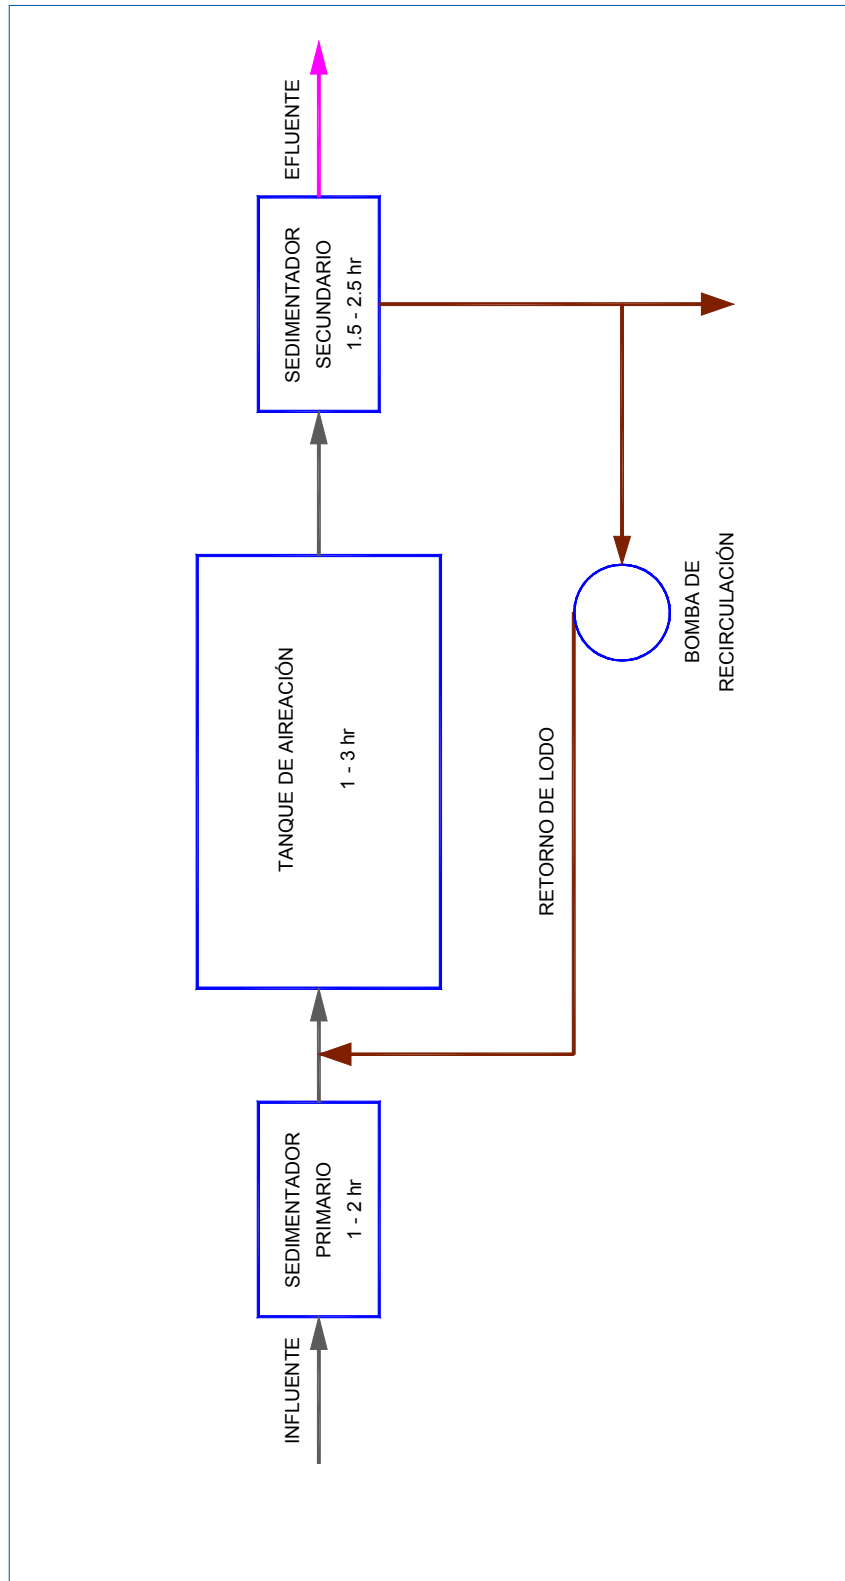 INFLUENTE
SEDIMENTADOR
PRIMARIO
1 - 2 hr
TANQUE DE AIREACIÓN
1 - 3 hr
SEDIMENTADOR
SECUNDARIO
1.5 - 2.5 hr
EFLUENTE
RETORNO DE LODO
BOMBA DE
RECIRCULACIÓN